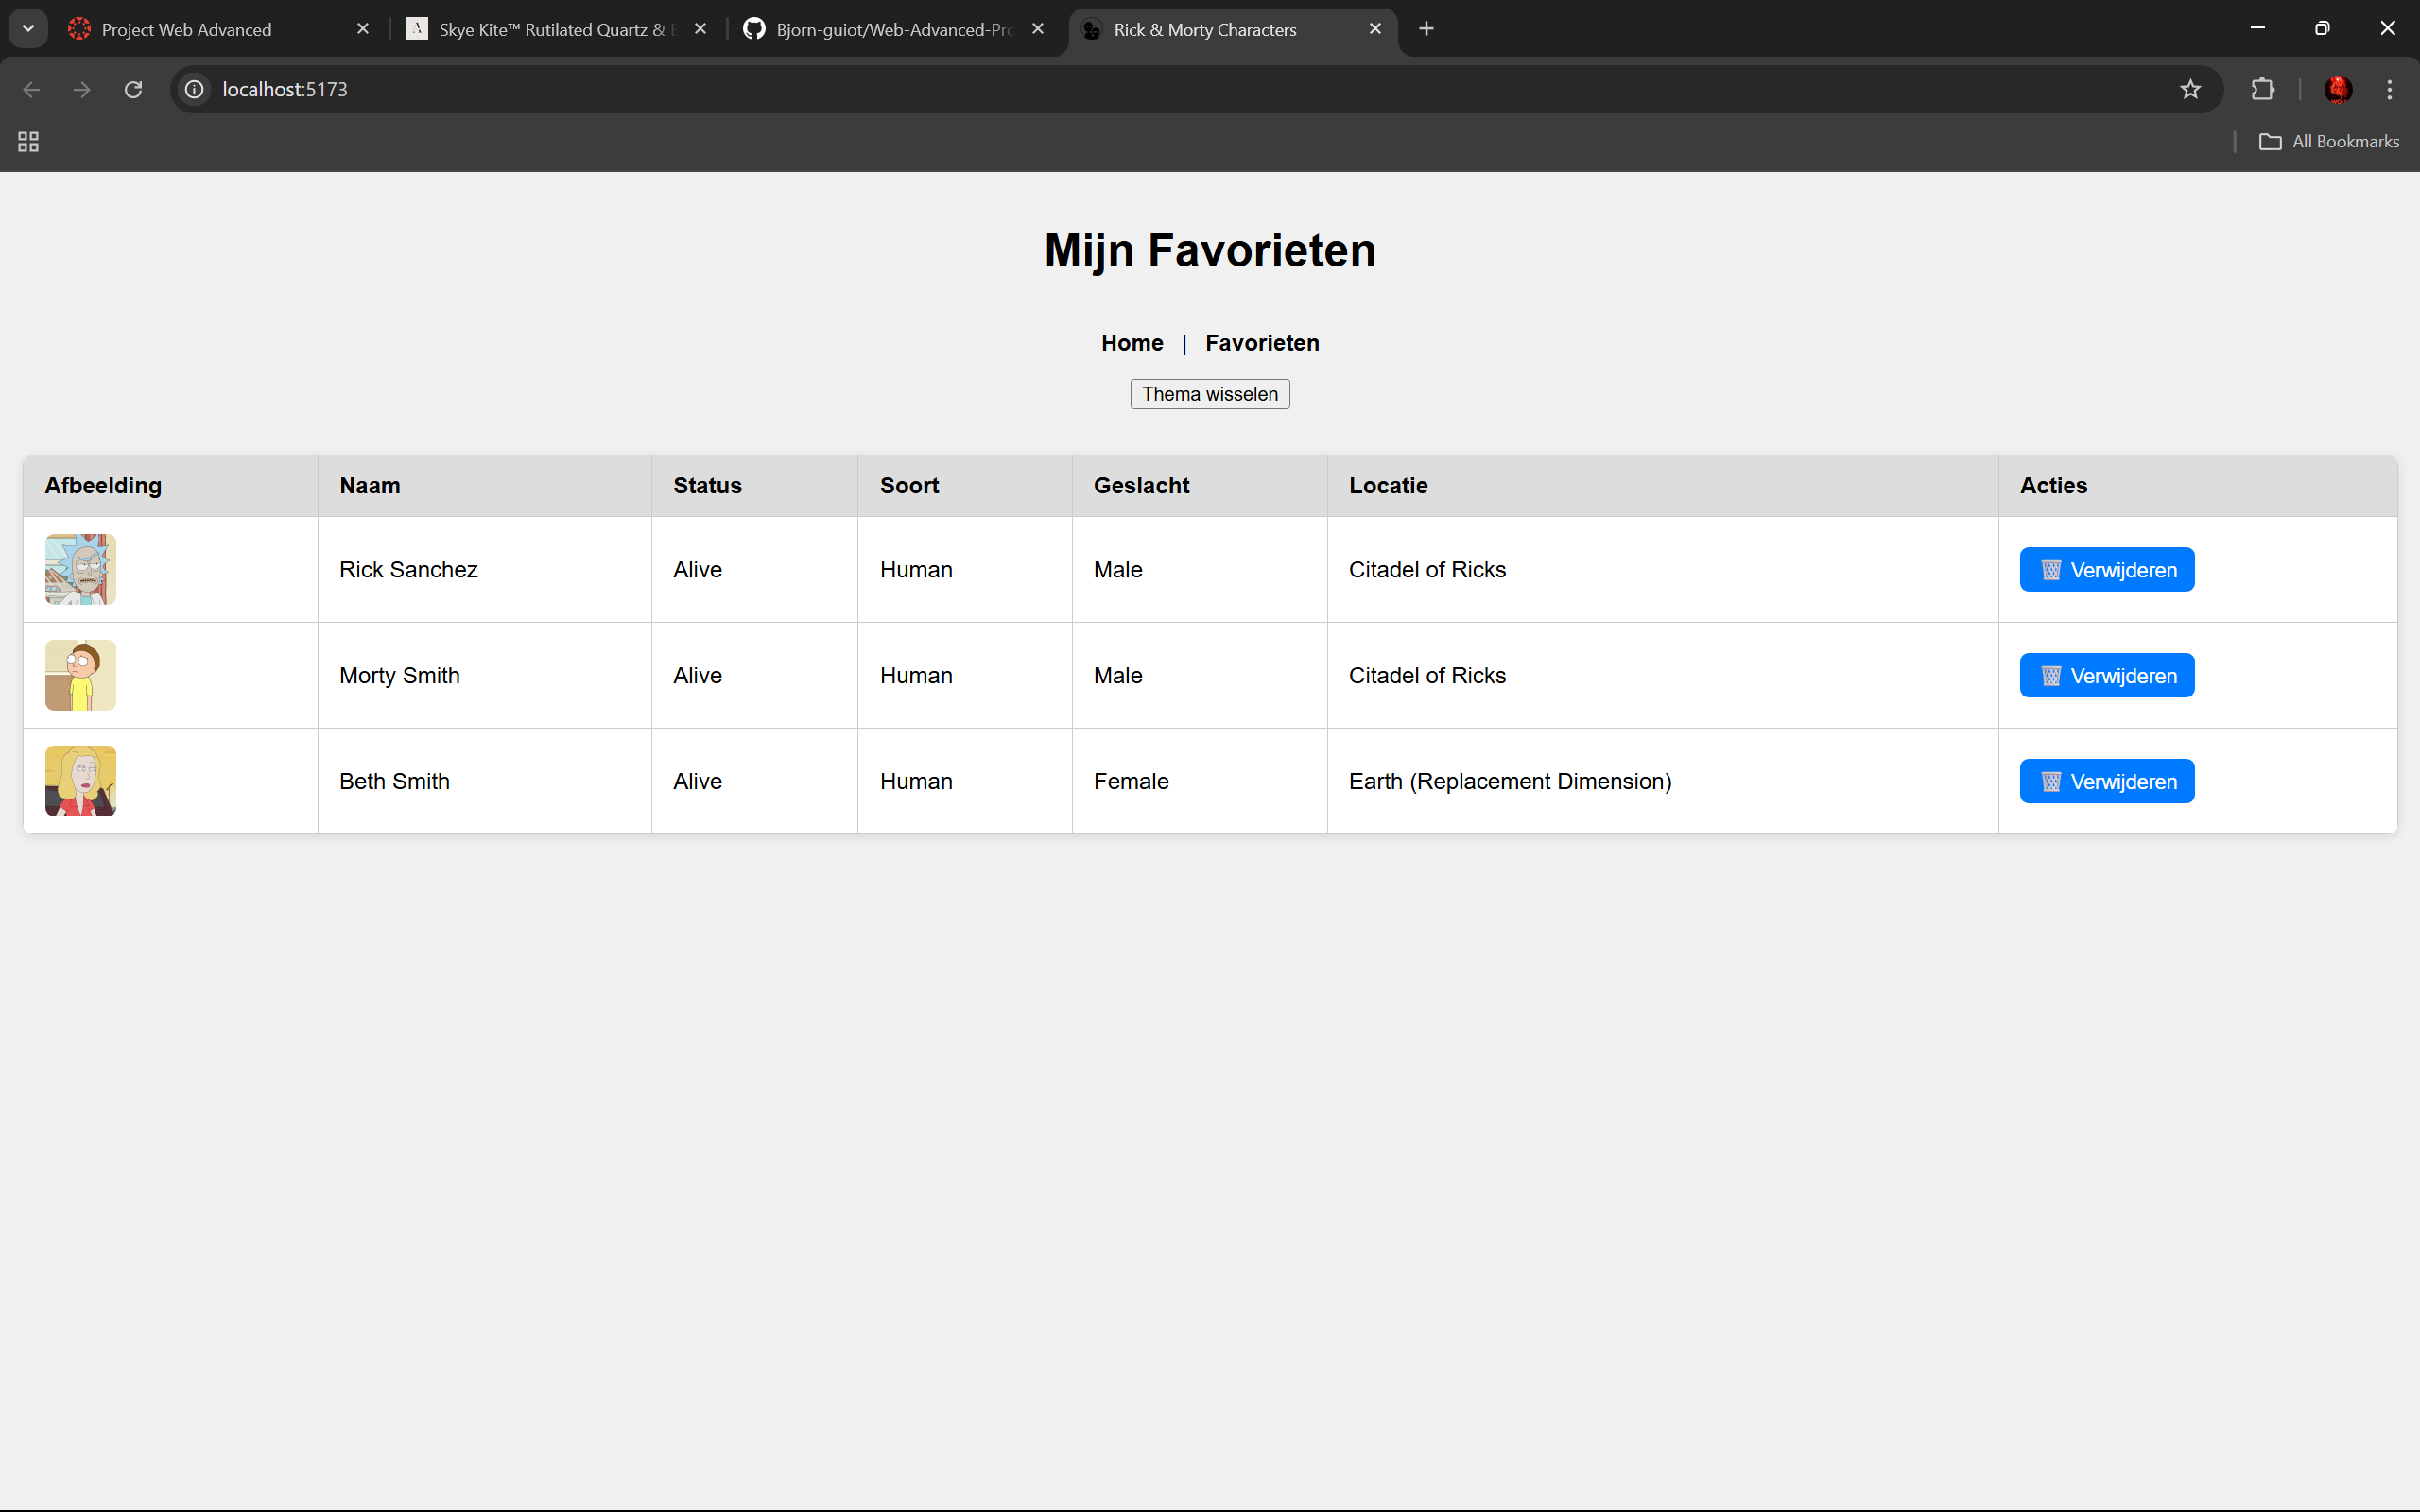 Project Web Advanced
Skye Kite™ Rutilated Quartz &
Bjorn-guiot/Web-Advanced-Pro
Rick & Morty Characters
localhost:5173
All Bookmarks
Mijn Favorieten
Home | Favorieten
Thema wisselen
Afbeelding Naam Status Soort Geslacht Locatie Acties
Rick Sanchez Alive Human Male Citadel of Ricks Verwijderen
Morty Smith Alive Human Male Citadel of Ricks Verwijderen
Beth Smith Alive Human Female Earth (Replacement Dimension) Verwijderen